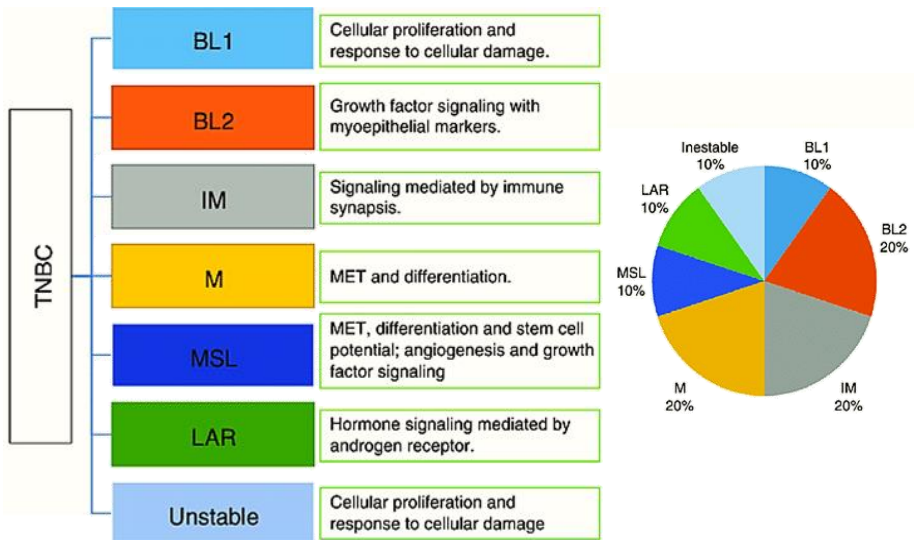 TNBC
BL1
Cellular proliferation and
response to cellular damage.
BL2
Growth factor signaling with
myoepithelial markers.
IM
Signaling mediated by immune
synapsis.
M
MET and differentiation.
MSL
MET, differentiation and stem cell
potential; angiogenesis and growth
factor signaling
LAR
Hormone signaling mediated by
androgen receptor.
Unstable
Cellular proliferation and
response to cellular damage
Inestable
10%
BL1
10%
LAR
10%
BL2
20%
MSL
10%
M
20%
IM
20%